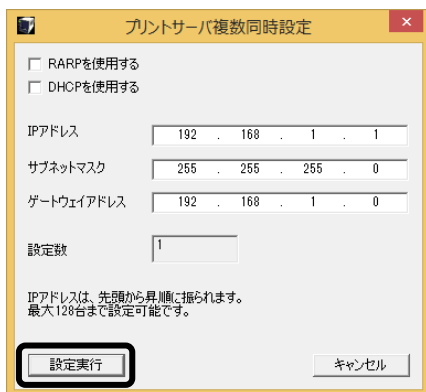 プリントサーバ複数同時設定
RARPを使用する
DHCPを使用する
IPアドレス 192 . 168 . 1 . 1
サブネットマスク 255 . 255 . 255 . 0
ゲートウェイアドレス 192 . 168 . 1 . 0
設定数 1
IPアドレスは、先頭から昇順に振られます。
最大128台まで設定可能です。
設定実行 キャンセル